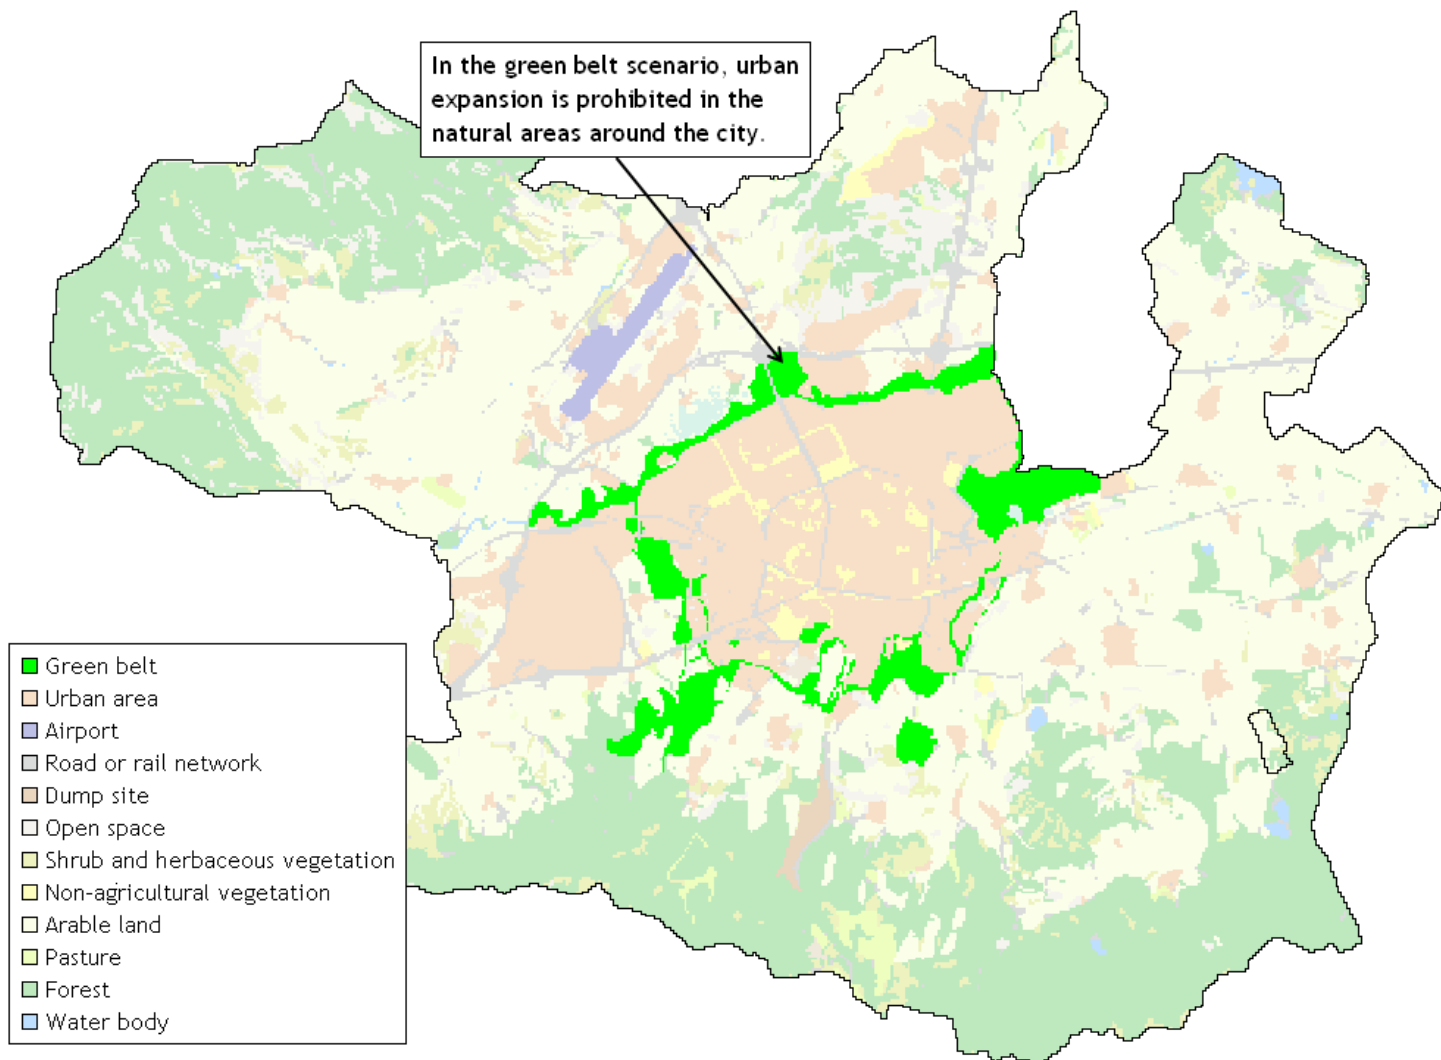 In the green belt scenario, urban
expansion is prohibited in the
natural areas around the city.
Green belt
Urban area
Airport
Road or rail network
Dump site
Open space
Shrub and herbaceous vegetation
Non-agricultural vegetation
Arable land
Pasture
Forest
Water body